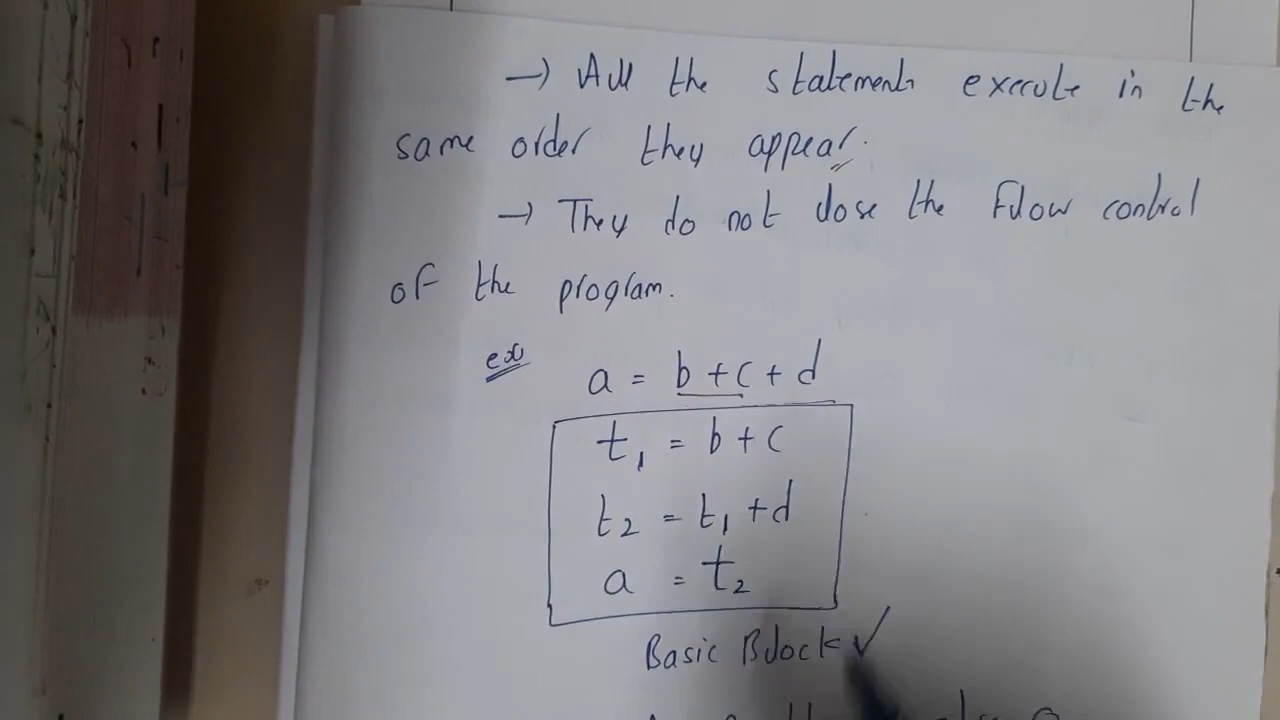 → All the statements execute in the
same order they appear.
→ They do not lose the flow control
of the program.
ex
a = b + c + d
t₁ = b + c
t₂ = t₁ + d
a = t₂
Basic Block ✓